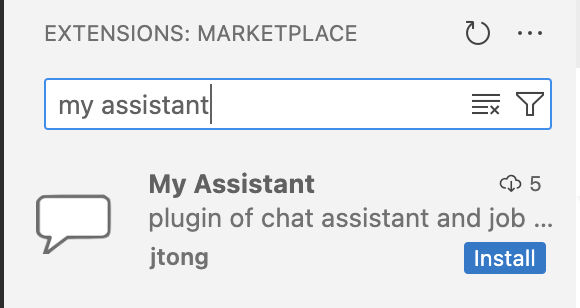 EXTENSIONS: MARKETPLACE
my assistant
My Assistant 5
plugin of chat assistant and job ...
jtong Install